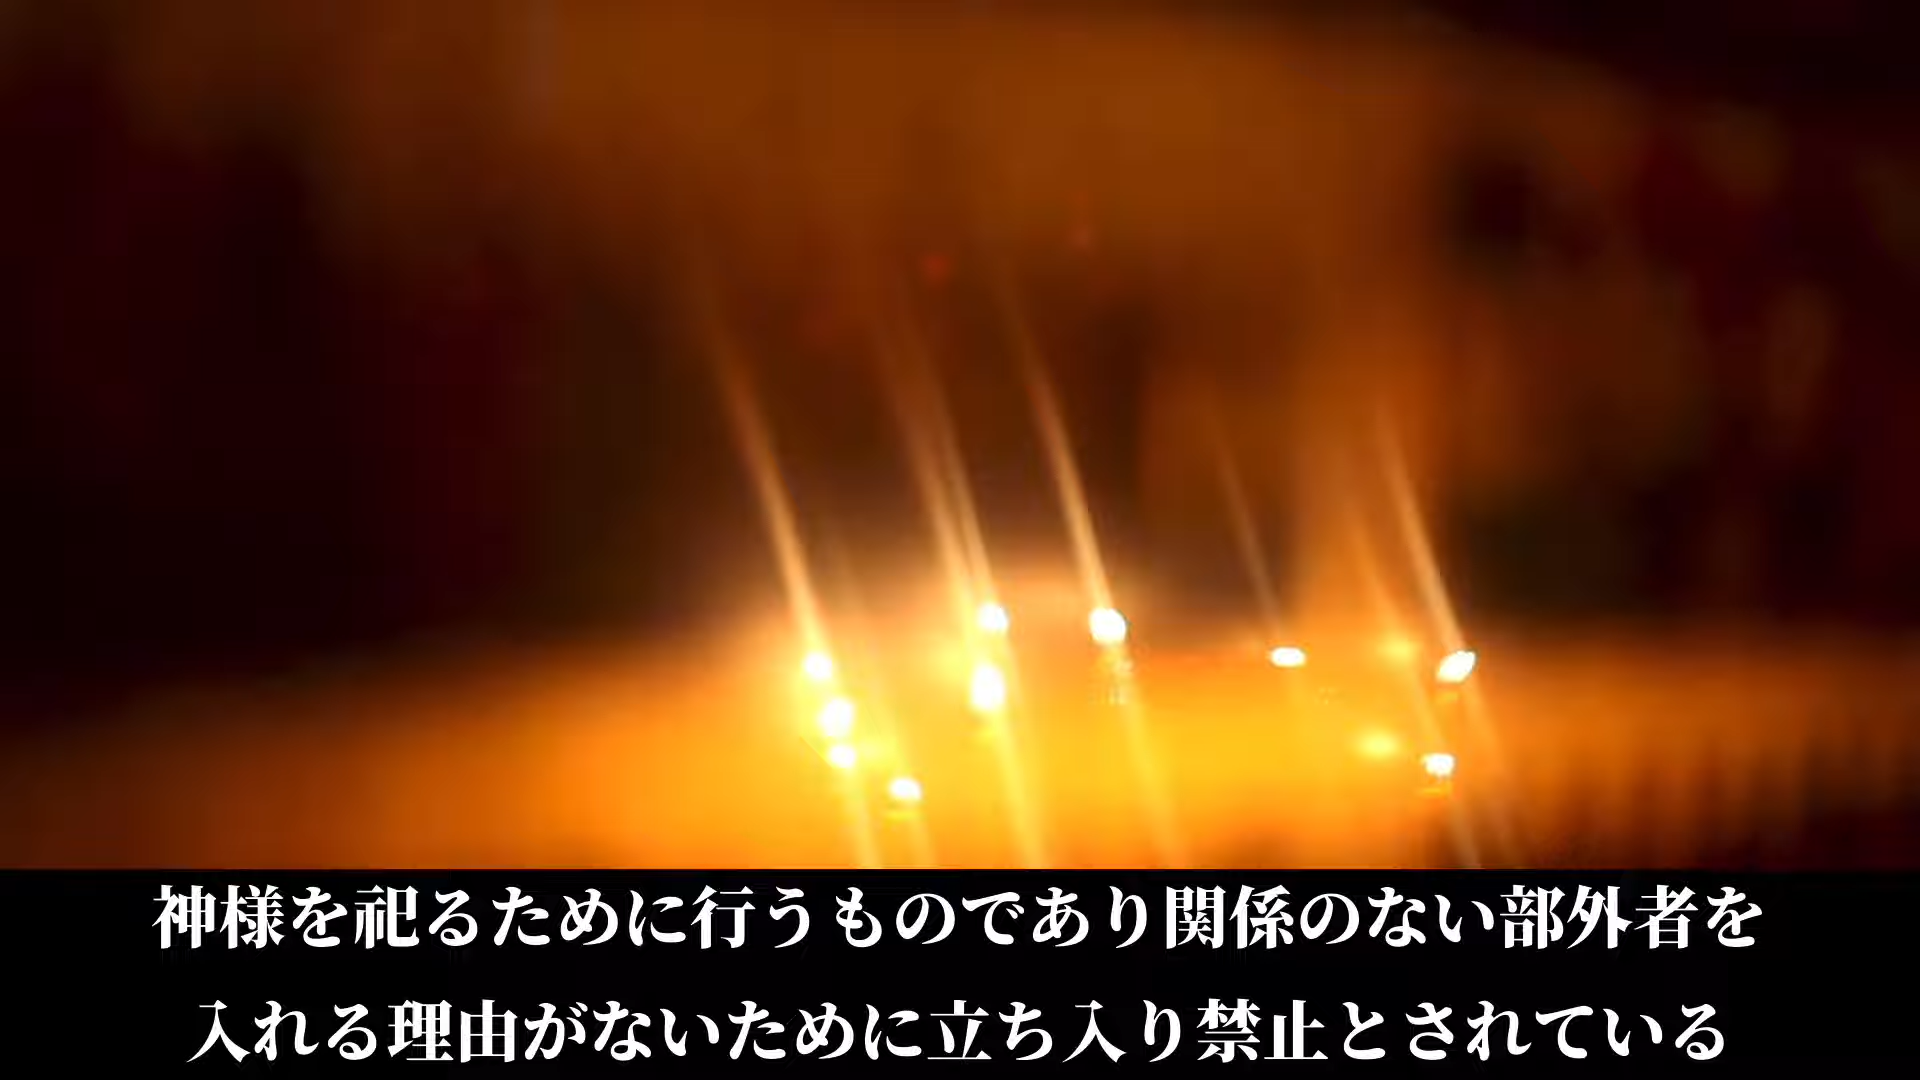 神様を祀るために行うものであり関係のない部外者を
入れる理由がないために立ち入り禁止とされている